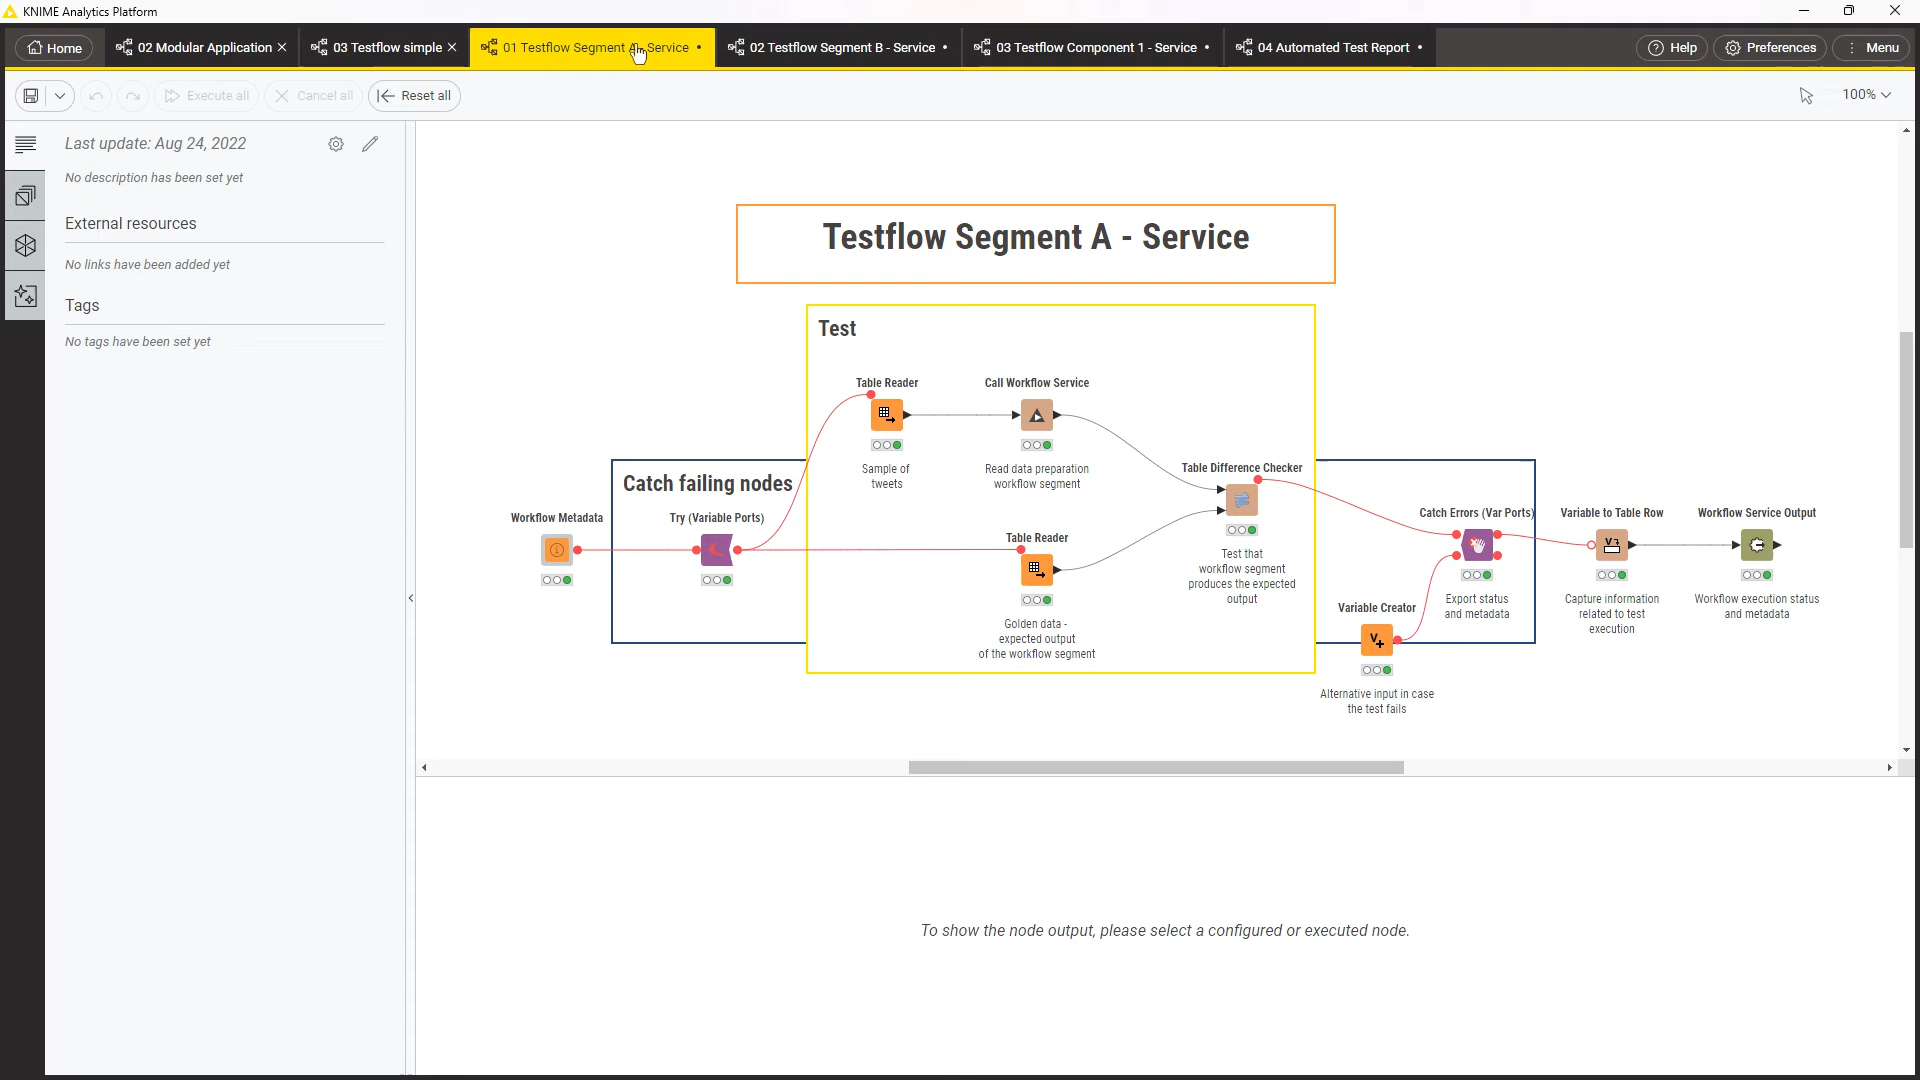 KNIME Analytics Platform
Home
02 Modular Application
03 Testflow simple
01 Testflow Segment A - Service
02 Testflow Segment B - Service
03 Testflow Component 1 - Service
04 Automated Test Report
Help
Preferences
Menu
Execute all
Cancel all
Reset all
100%
Last update: Aug 24, 2022
No description has been set yet
External resources
No links have been added yet
Tags
No tags have been set yet
Testflow Segment A - Service
Test
Table Reader
Sample of
tweets
Call Workflow Service
Read data preparation
workflow segment
Catch failing nodes
Workflow Metadata
Try (Variable Ports)
Table Reader
Golden data -
expected output
of the workflow segment
Table Difference Checker
Test that
workflow segment
produces the expected
output
Variable Creator
Alternative input in case
the test fails
Catch Errors (Var Ports)
Export status
and metadata
Variable to Table Row
Capture information
related to test
execution
Workflow Service Output
Workflow execution status
and metadata
To show the node output, please select a configured or executed node.